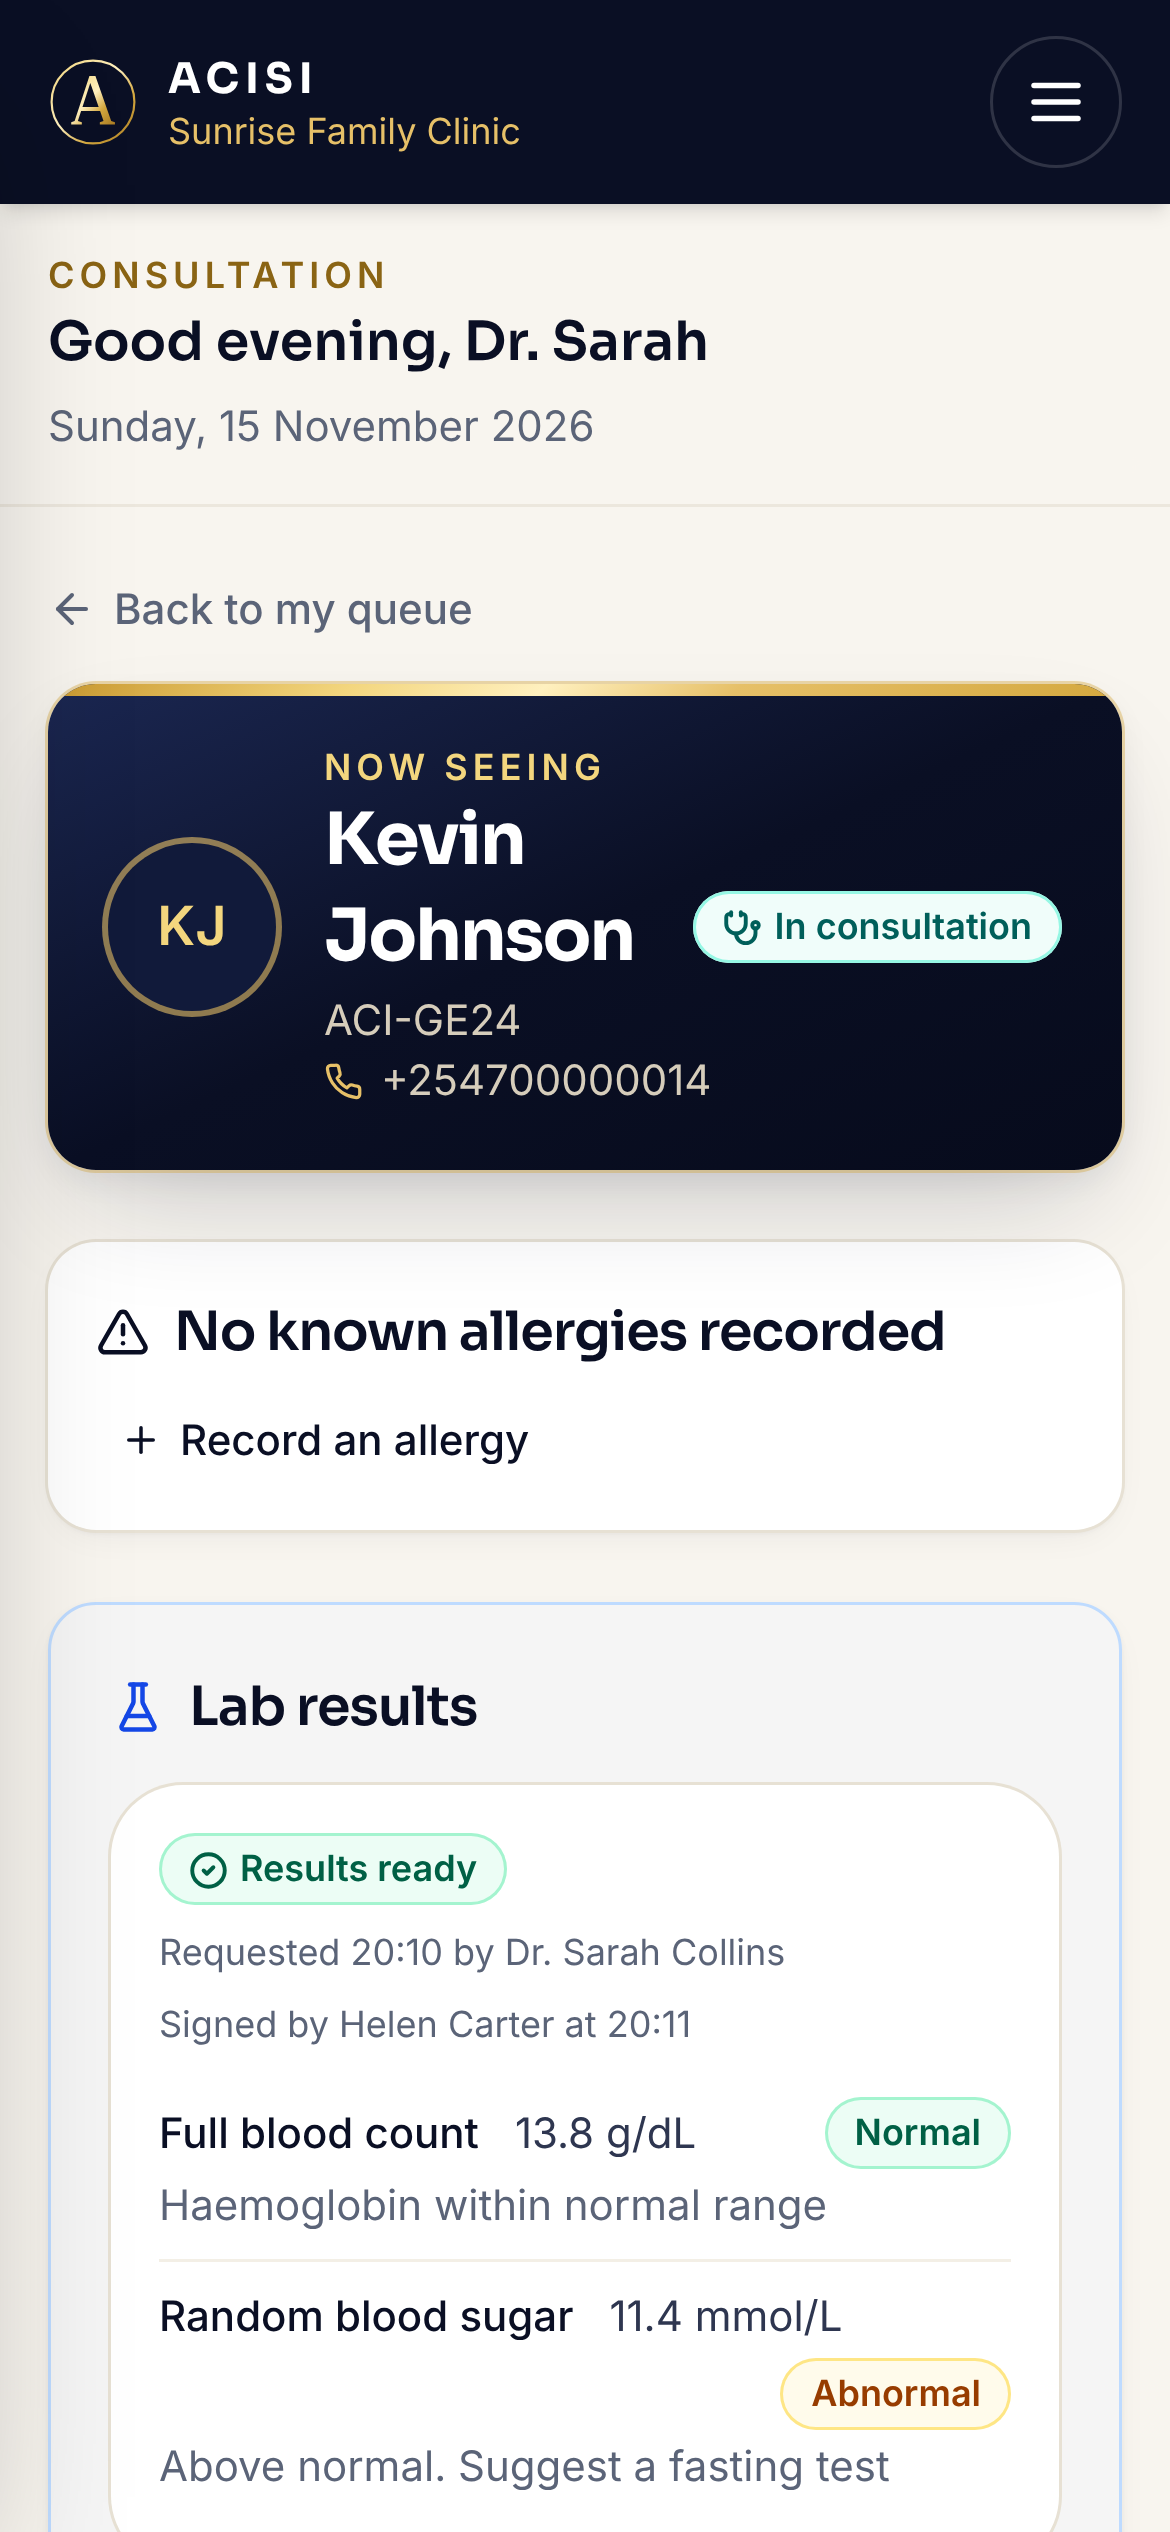 A
ACISI
Sunrise Family Clinic
CONSULTATION
Good evening, Dr. Sarah
Sunday, 15 November 2026
Back to my queue
NOW SEEING
KJ
Kevin
Johnson
In consultation
ACI-GE24
+254700000014
No known allergies recorded
Record an allergy
Lab results
Results ready
Requested 20:10 by Dr. Sarah Collins
Signed by Helen Carter at 20:11
Full blood count 13.8 g/dL Normal
Haemoglobin within normal range
Random blood sugar 11.4 mmol/L
Abnormal
Above normal. Suggest a fasting test